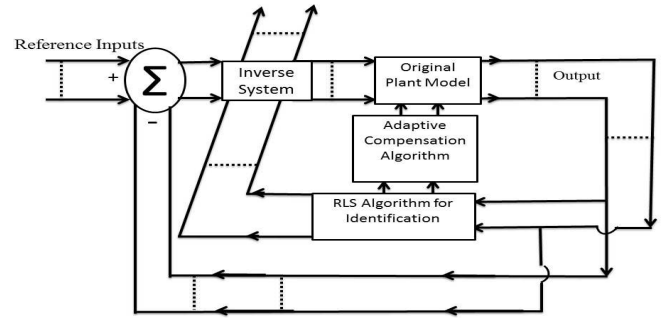 Reference Inputs
+
Σ
−
Inverse
System
Original
Plant Model
Output
Adaptive
Compensation
Algorithm
RLS Algorithm for
Identification